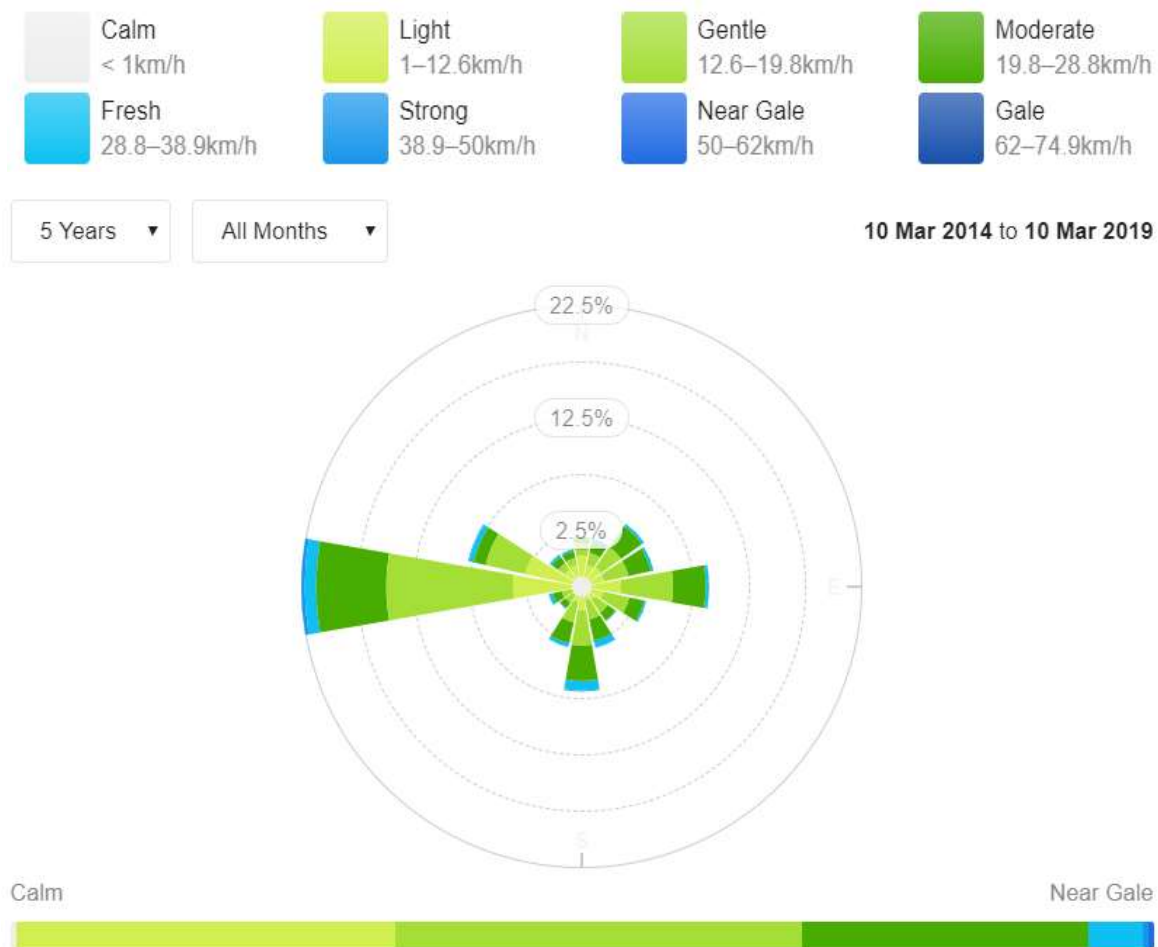 Calm Light Gentle Moderate
< 1km/h 1–12.6km/h 12.6–19.8km/h 19.8–28.8km/h
Fresh Strong Near Gale Gale
28.8–38.9km/h 38.9–50km/h 50–62km/h 62–74.9km/h
5 Years All Months 10 Mar 2014 to 10 Mar 2019
22.5%
N
12.5%
2.5%
E
S
Calm Near Gale